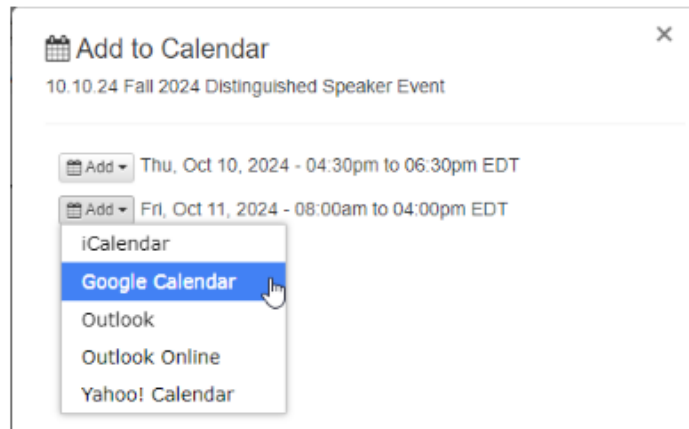 Add to Calendar
10.10.24 Fall 2024 Distinguished Speaker Event
Add Thu, Oct 10, 2024 - 04:30pm to 06:30pm EDT
Add Fri, Oct 11, 2024 - 08:00am to 04:00pm EDT
iCalendar
Google Calendar
Outlook
Outlook Online
Yahoo! Calendar